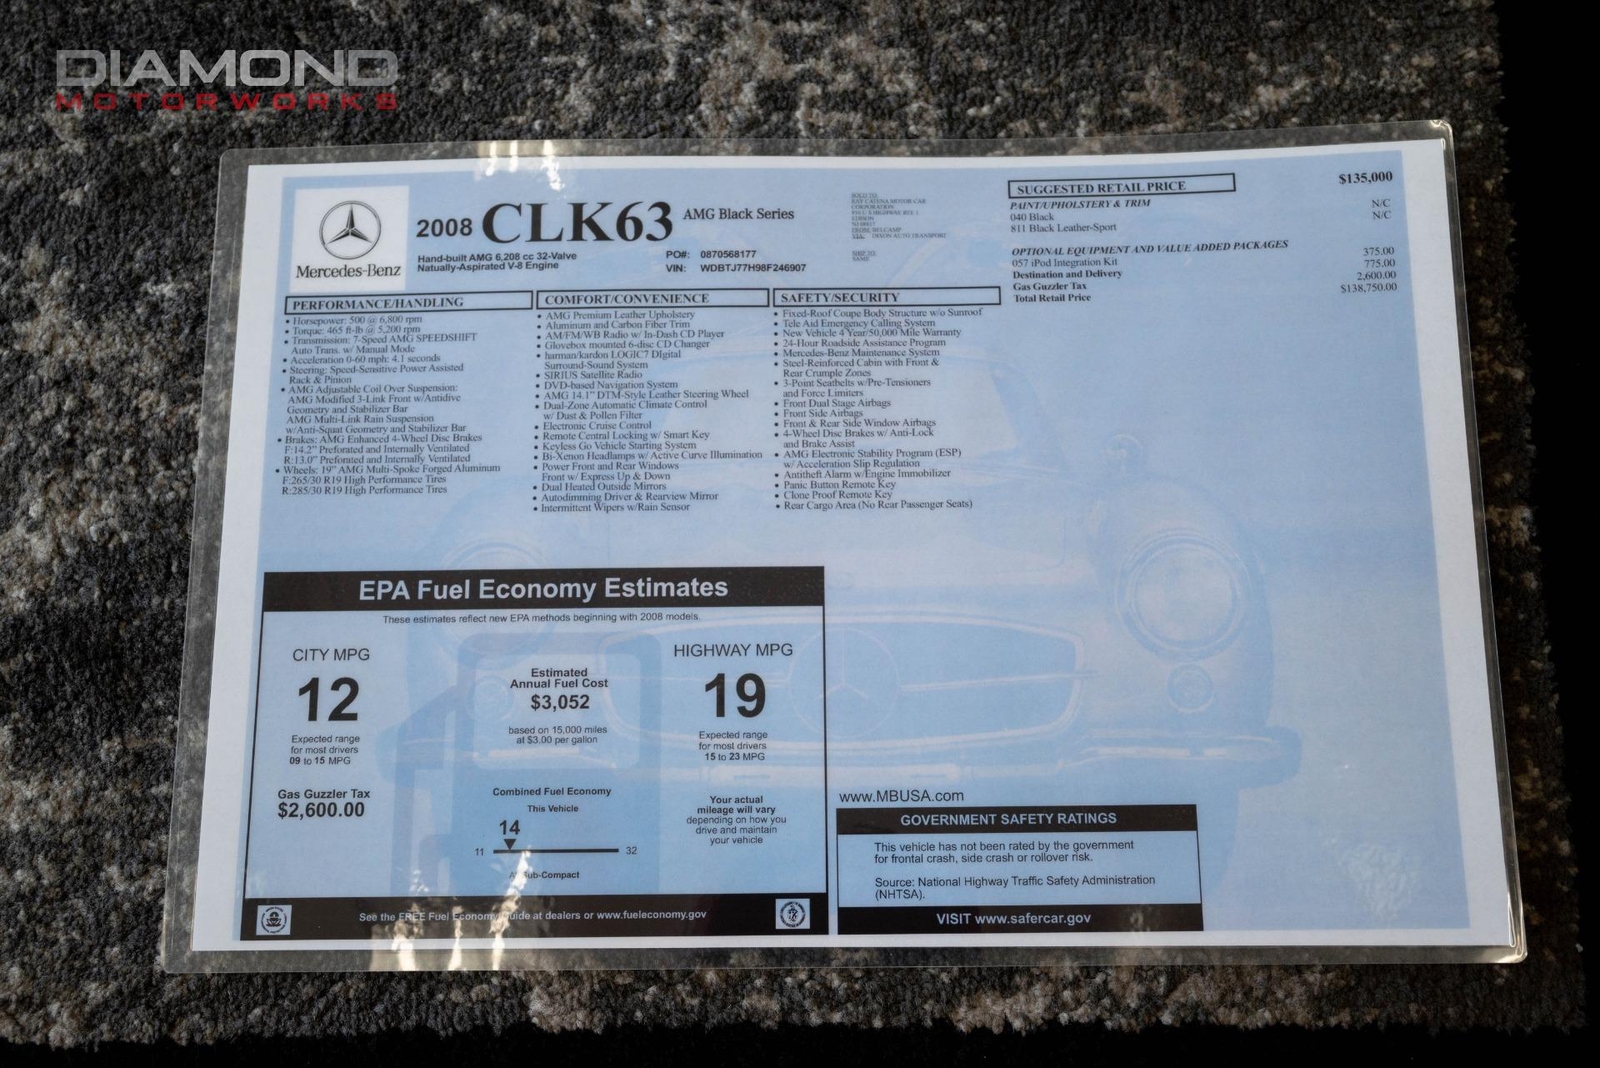 DIAMOND
MOTORWORKS
Mercedes-Benz
2008 CLK63 AMG Black Series
Hand-built AMG 6,208 cc 32-Valve
Natually-Aspirated V-8 Engine
PO#: 0870568177
VIN: WDBTJ77H98F246907
SOLD TO:
RAY CATENA MOTOR CAR
CORPORATION
EDISON
DIXON AUTO TRANSPORT
SHIP TO:
SUGGESTED RETAIL PRICE $135,000
PAINT/UPHOLSTERY & TRIM
040 Black N/C
811 Black Leather-Sport N/C
OPTIONAL EQUIPMENT AND VALUE ADDED PACKAGES
057 iPod Integration Kit 375.00
Destination and Delivery 775.00
Gas Guzzler Tax 2,600.00
Total Retail Price $138,750.00
PERFORMANCE/HANDLING
• Horsepower: 500 @ 6,800 rpm
• Torque: 465 ft-lb @ 5,200 rpm
• Transmission: 7-Speed AMG SPEEDSHIFT
Auto Trans. w/ Manual Mode
• Acceleration 0-60 mph: 4.1 seconds
• Steering: Speed-Sensitive Power Assisted
Rack & Pinion
• AMG Adjustable Coil Over Suspension:
AMG Modified 3-Link Front w/Antidive
Geometry and Stabilizer Bar
AMG Multi-Link Rain Suspension
w/Anti-Squat Geometry and Stabilizer Bar
• Brakes: AMG Enhanced 4-Wheel Disc Brakes
F:14.2" Preforated and Internally Ventilated
R:13.0" Preforated and Internally Ventilated
• Wheels: 19" AMG Multi-Spoke Forged Aluminum
F:265/30 R19 High Performance Tires
R:285/30 R19 High Performance Tires
COMFORT/CONVENIENCE
• AMG Premium Leather Upholstery
• Aluminum and Carbon Fiber Trim
• AM/FM/WB Radio w/ In-Dash CD Player
• Glovebox mounted 6-disc CD Changer
• harman/kardon LOGIC7 DIgital
Surround-Sound System
• SIRIUS Satellite Radio
• DVD-based Navigation System
• AMG 14.1" DTM-Style Leather Steering Wheel
• Dual-Zone Automatic Climate Control
w/ Dust & Pollen Filter
• Electronic Cruise Control
• Remote Central Locking w/ Smart Key
• Keyless Go Vehicle Starting System
• Bi-Xenon Headlamps w/ Active Curve Illumination
• Power Front and Rear Windows
Front w/ Express Up & Down
• Dual Heated Outside Mirrors
• Autodimming Driver & Rearview Mirror
• Intermittent Wipers w/Rain Sensor
SAFETY/SECURITY
• Fixed-Roof Coupe Body Structure w/o Sunroof
• Tele Aid Emergency Calling System
• New Vehicle 4 Year/50,000 Mile Warranty
• 24-Hour Roadside Assistance Program
• Mercedes-Benz Maintenance System
• Steel-Reinforced Cabin with Front &
Rear Crumple Zones
• 3-Point Seatbelts w/Pre-Tensioners
and Force Limiters
• Front Dual Stage Airbags
• Front Side Airbags
• Front & Rear Side Window Airbags
• 4-Wheel Disc Brakes w/ Anti-Lock
and Brake Assist
• AMG Electronic Stability Program (ESP)
w/ Acceleration Slip Regulation
• Antitheft Alarm w/Engine Immobilizer
• Panic Button Remote Key
• Clone Proof Remote Key
• Rear Cargo Area (No Rear Passenger Seats)
EPA Fuel Economy Estimates
These estimates reflect new EPA methods beginning with 2008 models.
CITY MPG
12
Expected range
for most drivers
09 to 15 MPG
Gas Guzzler Tax
$2,600.00
Estimated
Annual Fuel Cost
$3,052
based on 15,000 miles
at $3.00 per gallon
Combined Fuel Economy
This Vehicle
14
11 32
Sub-Compact
HIGHWAY MPG
19
Expected range
for most drivers
15 to 23 MPG
Your actual
mileage will vary
depending on how you
drive and maintain
your vehicle
See the FREE Fuel Economy Guide at dealers or www.fueleconomy.gov
www.MBUSA.com
GOVERNMENT SAFETY RATINGS
This vehicle has not been rated by the government
for frontal crash, side crash or rollover risk.
Source: National Highway Traffic Safety Administration
(NHTSA).
VISIT www.safercar.gov